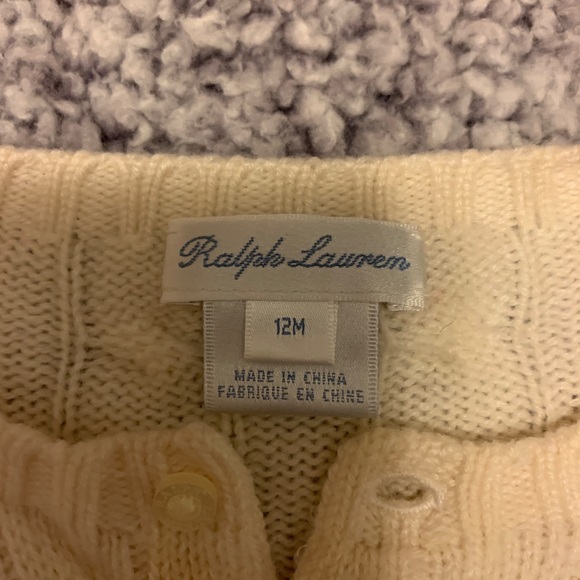 Ralph Lauren
12M
MADE IN CHINA
FABRIQUE EN CHINE